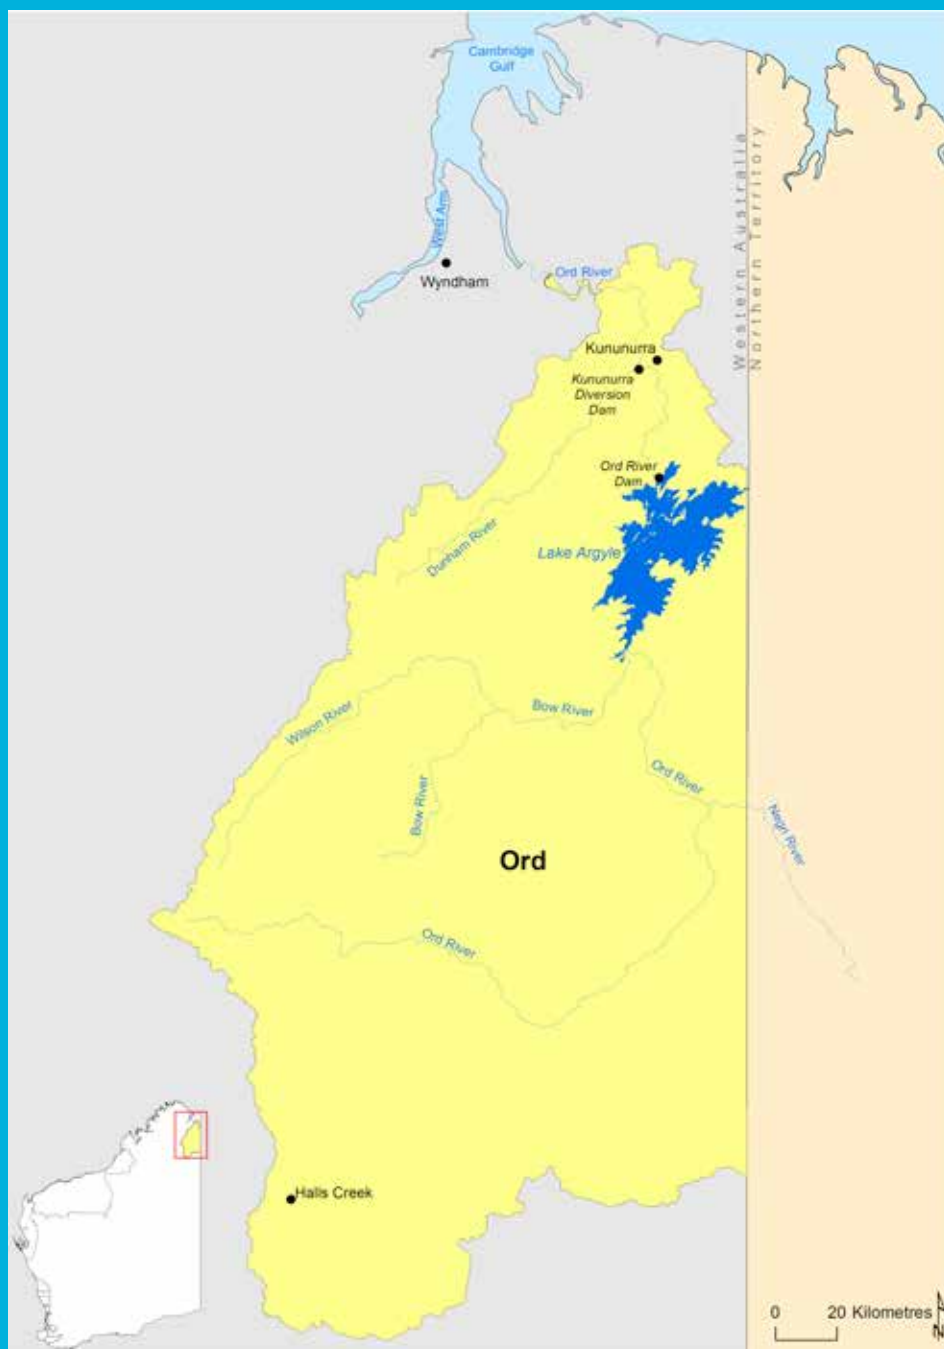 Cambridge
Gulf
West Arm
Wyndham
Ord River
Western Australia
Northern Territory
Kununurra
Kununurra
Diversion
Dam
Ord River
Dam
Lake Argyle
Dunham River
Wilson River
Bow River
Ord River
Bow River
Negri River
Ord
Ord River
Halls Creek
0 20 Kilometres
N